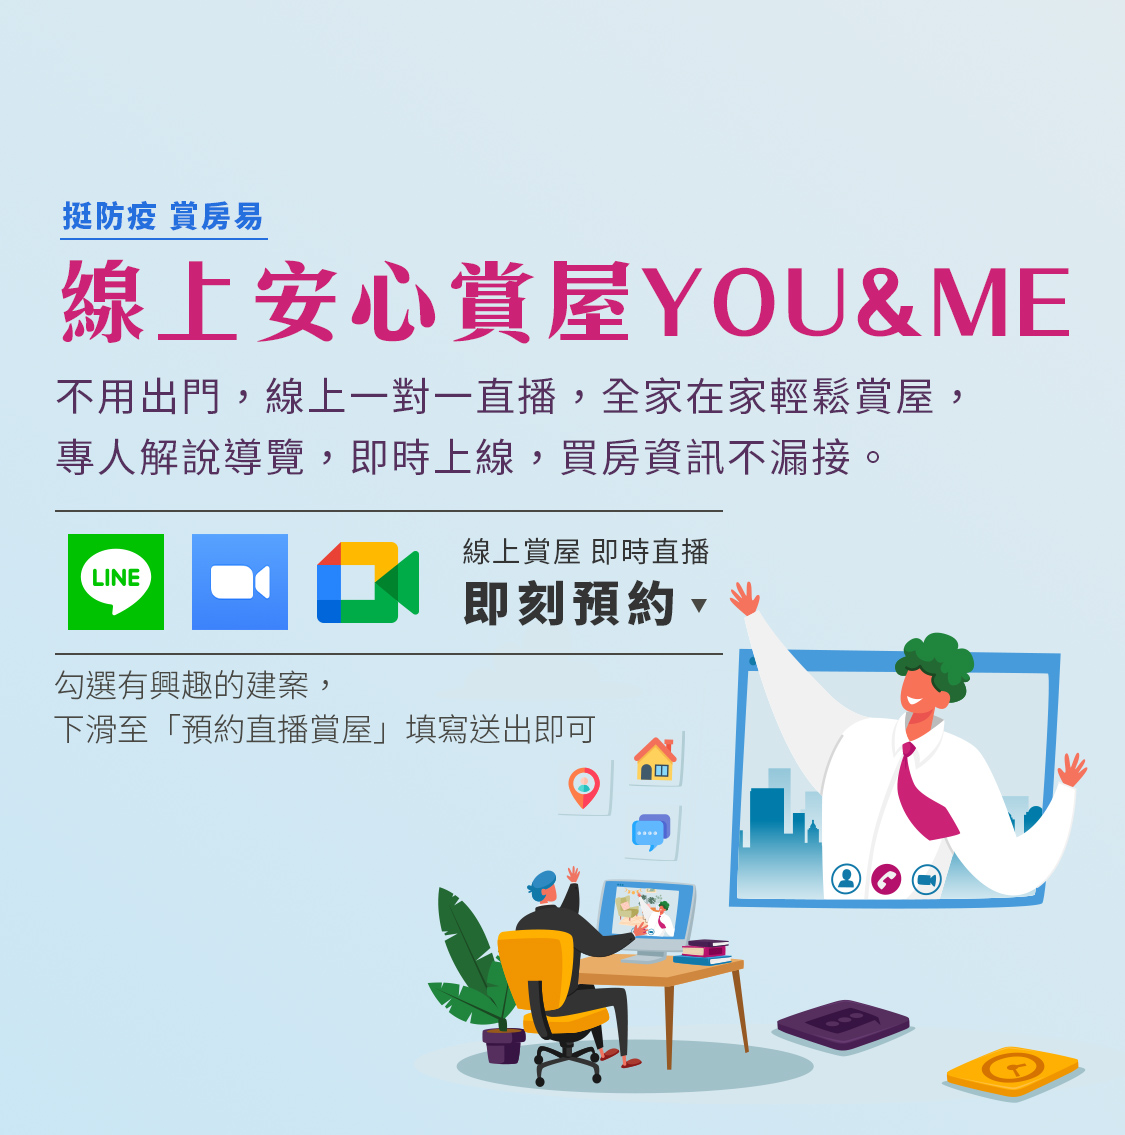 挺防疫 賞房易
線上安心賞屋YOU&ME
不用出門，線上一對一直播，全家在家輕鬆賞屋，
專人解說導覽，即時上線，買房資訊不漏接。
LINE
線上賞屋 即時直播
即刻預約▼
勾選有興趣的建案，
下滑至「預約直播賞屋」填寫送出即可